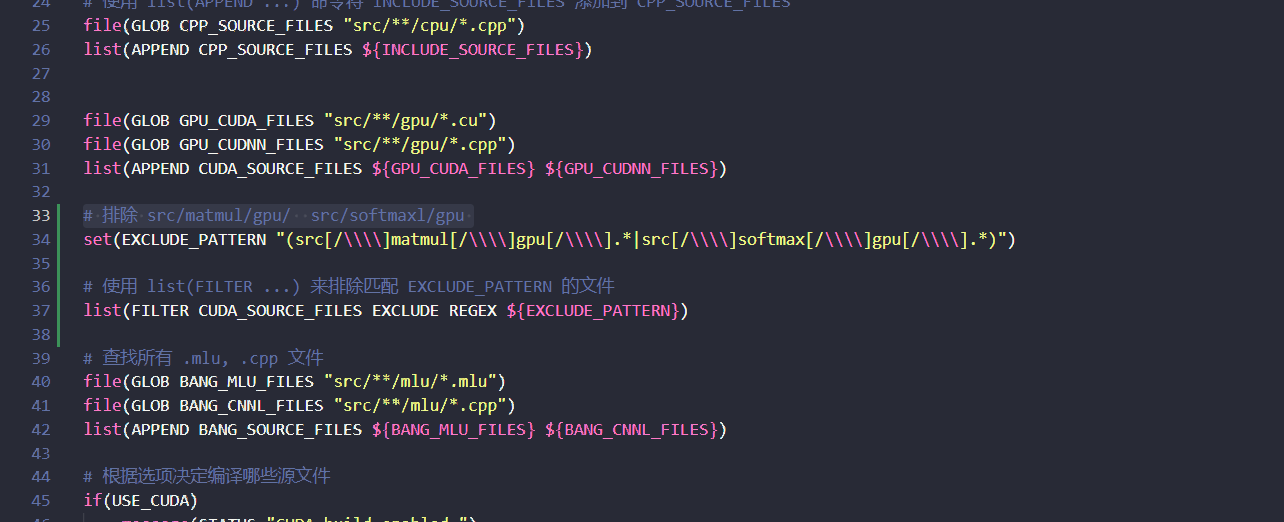 24 # 使用 list(APPEND ...) 命令将 INCLUDE_SOURCE_FILES 添加到 CPP_SOURCE_FILES
25 file(GLOB CPP_SOURCE_FILES "src/**/cpu/*.cpp")
26 list(APPEND CPP_SOURCE_FILES ${INCLUDE_SOURCE_FILES})
27
28
29 file(GLOB GPU_CUDA_FILES "src/**/gpu/*.cu")
30 file(GLOB GPU_CUDNN_FILES "src/**/gpu/*.cpp")
31 list(APPEND CUDA_SOURCE_FILES ${GPU_CUDA_FILES} ${GPU_CUDNN_FILES})
32
33 # 排除 src/matmul/gpu/  src/softmaxl/gpu
34 set(EXCLUDE_PATTERN "(src[/\\\\]matmul[/\\\\]gpu[/\\\\].*|src[/\\\\]softmax[/\\\\]gpu[/\\\\].*)")
35
36 # 使用 list(FILTER ...) 来排除匹配 EXCLUDE_PATTERN 的文件
37 list(FILTER CUDA_SOURCE_FILES EXCLUDE REGEX ${EXCLUDE_PATTERN})
38
39 # 查找所有 .mlu, .cpp 文件
40 file(GLOB BANG_MLU_FILES "src/**/mlu/*.mlu")
41 file(GLOB BANG_CNNL_FILES "src/**/mlu/*.cpp")
42 list(APPEND BANG_SOURCE_FILES ${BANG_MLU_FILES} ${BANG_CNNL_FILES})
43
44 # 根据选项决定编译哪些源文件
45 if(USE_CUDA)
46 message(STATUS "CUDA build enabled.")